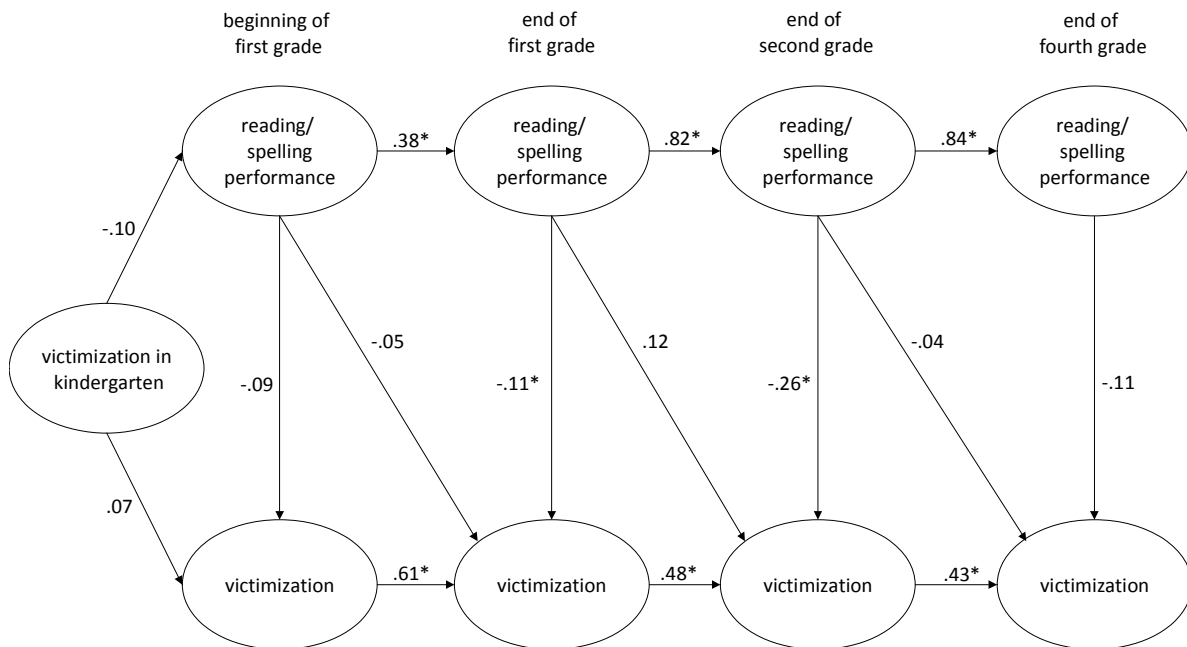 beginning of
first grade
end of
first grade
end of
second grade
end of
fourth grade
reading/
spelling
performance
.38*
reading/
spelling
performance
.82*
reading/
spelling
performance
.84*
reading/
spelling
performance
-.10
victimization in
kindergarten
-.09
-.05
-.11*
.12
-.26*
-.04
-.11
.07
victimization
.61*
victimization
.48*
victimization
.43*
victimization